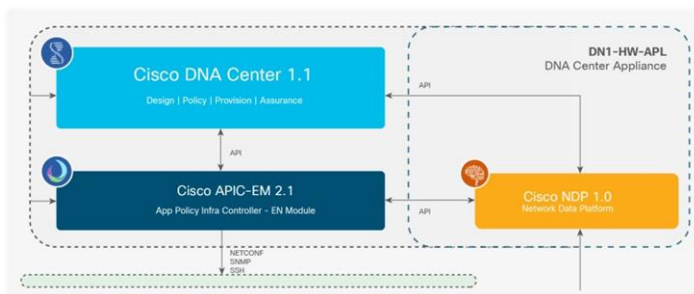 DN1-HW-APL
DNA Center Appliance
Cisco DNA Center 1.1
Design | Policy | Provision | Assurance
API
API
Cisco APIC-EM 2.1
App Policy Infra Controller - EN Module
API
Cisco NDP 1.0
Network Data Platform
NETCONF
SNMP
SSH